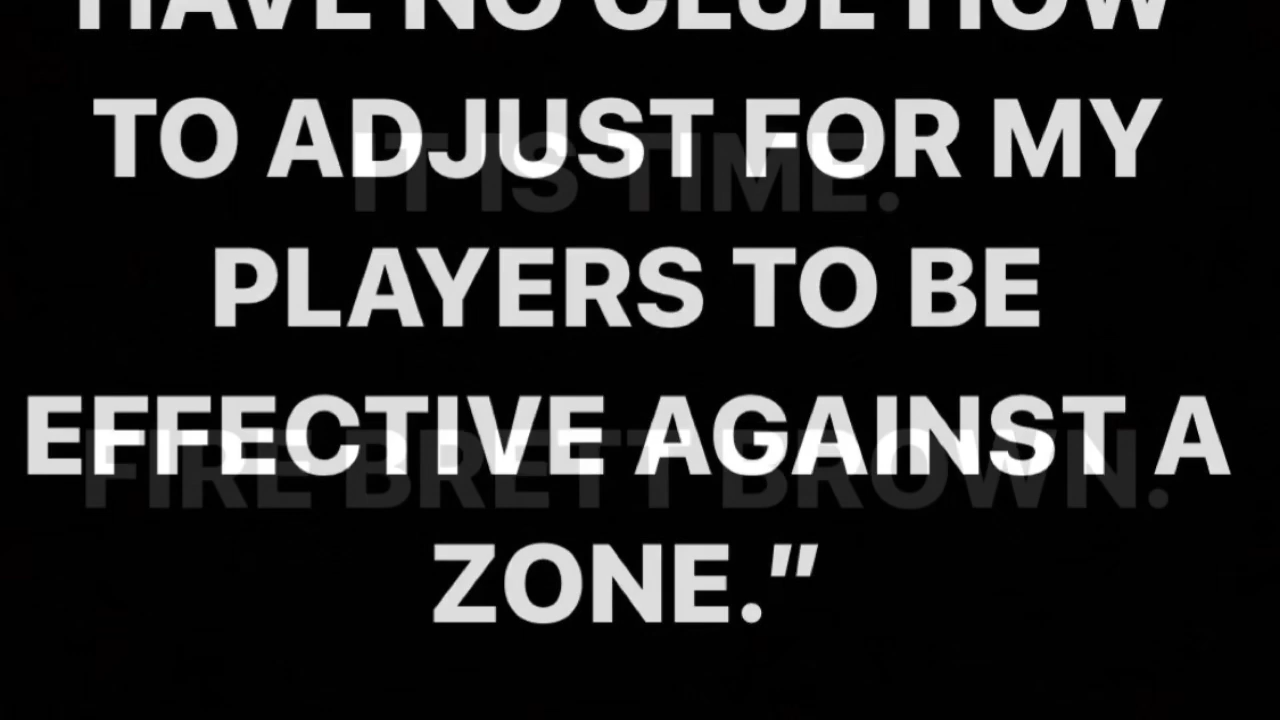 HAVE NO CLUE HOW
TO ADJUST FOR MY
IT IS TIME.
PLAYERS TO BE
EFFECTIVE AGAINST A
FIRE BRETT BROWN.
ZONE.”